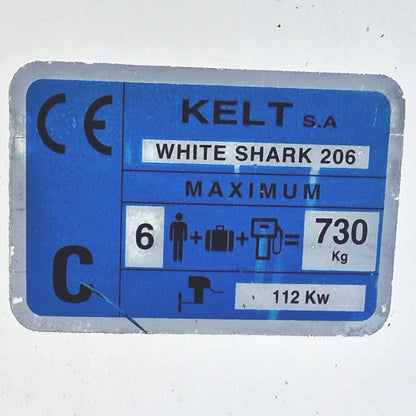 CE
KELT S.A
WHITE SHARK 206
MAXIMUM
6 + + = 730 Kg
C
112 Kw